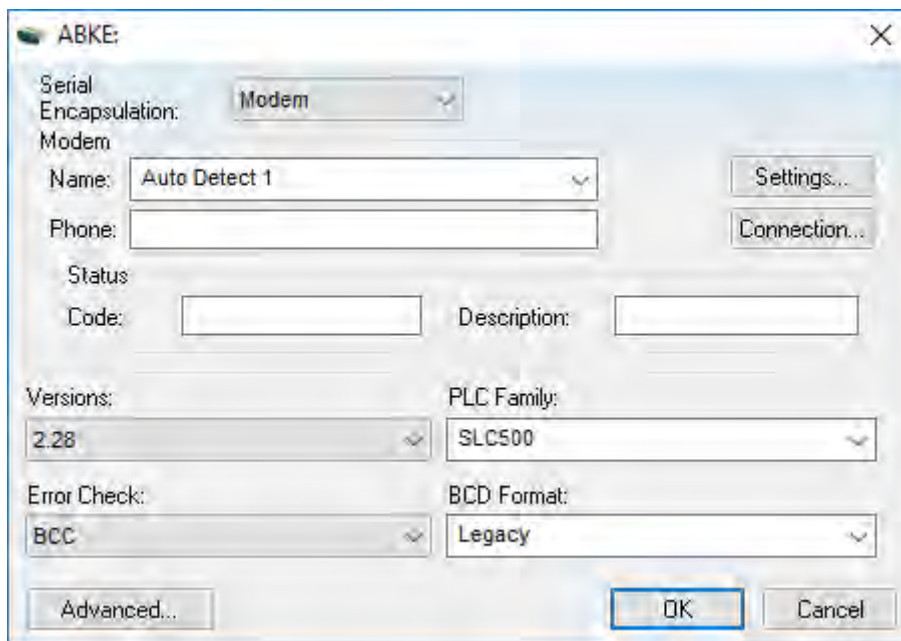 ABKE:
Serial
Encapsulation: Modem
Modem
Name: Auto Detect 1 Settings...
Phone: Connection...
Status
Code: Description:
Versions: PLC Family:
2.28 SLC500
Error Check: BCD Format:
BCC Legacy
Advanced... OK Cancel